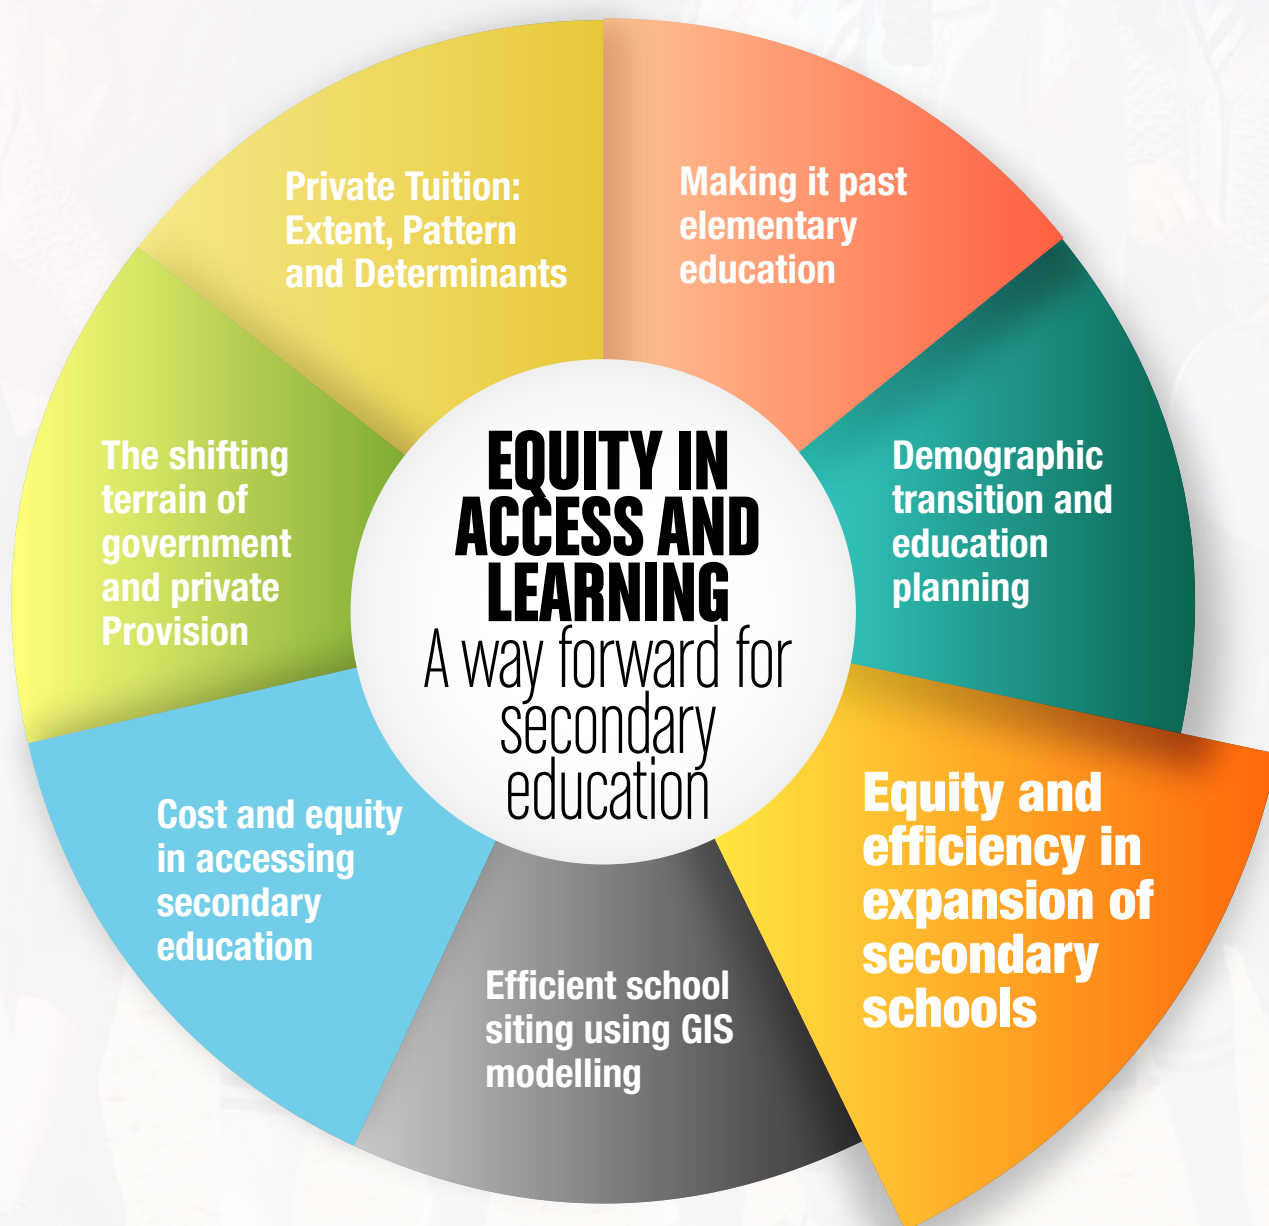 EQUITY IN
ACCESS AND
LEARNING
A way forward for
secondary
education
Making it past
elementary
education
Demographic
transition and
education
planning
Equity and
efficiency in
expansion of
secondary
schools
Efficient school
siting using GIS
modelling
Cost and equity
in accessing
secondary
education
The shifting
terrain of
government
and private
Provision
Private Tuition:
Extent, Pattern
and Determinants